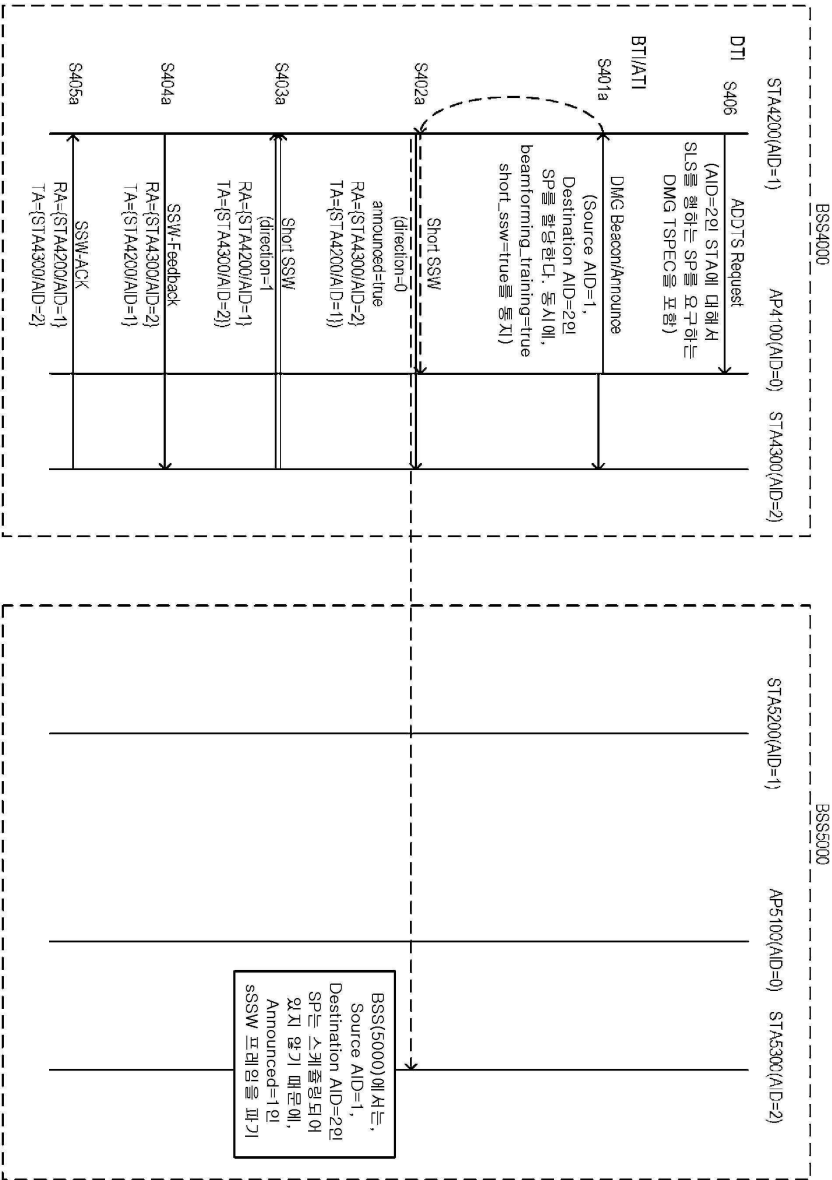 BSS4000
STA4200(AID=1)
AP4100(AID=0)
STA4300(AID=2)
DTI
S406
ADDTS Request
(AID=2인 STA에 대해서
SLS를 행하는 SP를 요구하는
DMG TSPEC을 포함)
BTI/ATI
S401a
DMG Beacon/Announce
(Source AID=1,
Destination AID=2인
SP를 할당한다. 동시에,
beamforming_training=true
short_ssw=true를 통지)
S402a
Short SSW
(direction=0
announced=true
RA={STA4300/AID=2}
TA={STA4200/AID=1})
S403a
Short SSW
(direction=1
RA={STA4200/AID=1}
TA={STA4300/AID=2})
S404a
SSW-Feedback
RA={STA4300/AID=2}
TA={STA4200/AID=1}
S405a
SSW-ACK
RA={STA4200/AID=1}
TA={STA4300/AID=2}
BSS5000
STA5200(AID=1)
AP5100(AID=0)
STA5300(AID=2)
BSS(5000)에서는,
Source AID=1,
Destination AID=2인
SP는 스케줄링되어
있지 않기 때문에,
Announced=1인
sSSW 프레임을 파기